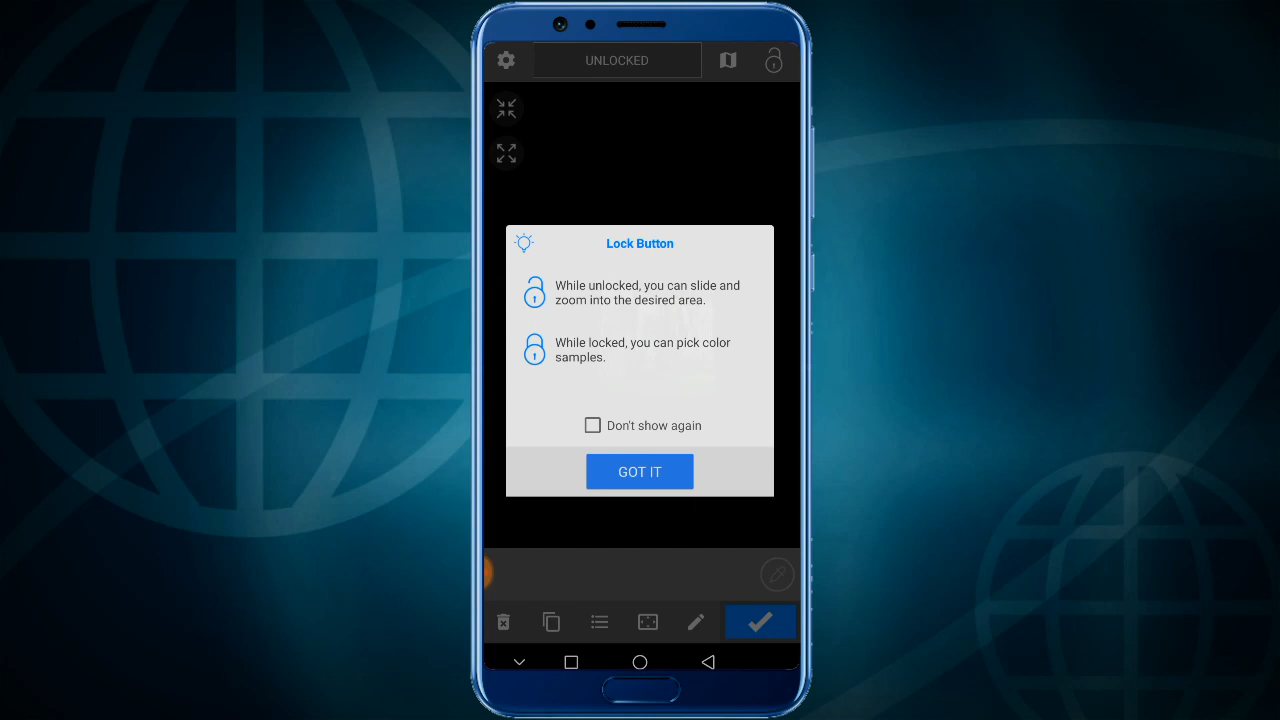 UNLOCKED
Lock Button
While unlocked, you can slide and
zoom into the desired area.
While locked, you can pick color
samples.
Don't show again
GOT IT